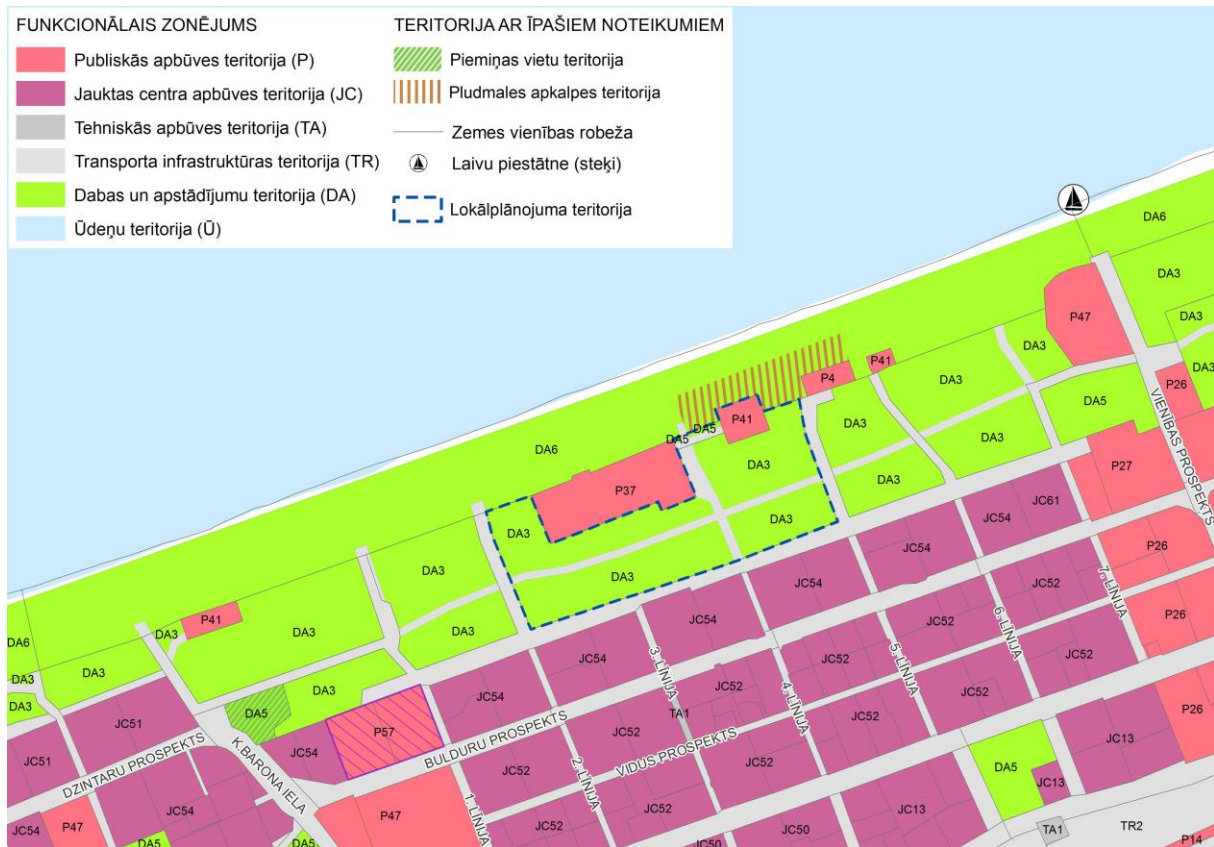 FUNKCIONĀLAIS ZONĒJUMS
Publiskās apbūves teritorija (P)
Jauktas centra apbūves teritorija (JC)
Tehniskās apbūves teritorija (TA)
Transporta infrastruktūras teritorija (TR)
Dabas un apstādījumu teritorija (DA)
Ūdeņu teritorija (Ū)
TERITORIJA AR ĪPAŠIEM NOTEIKUMIEM
Piemiņas vietu teritorija
Pludmales apkalpes teritorija
Zemes vienības robeža
Laivu piestātne (steķi)
Lokālplānojuma teritorija
DA6
DA3
P47
DA3
DA3
DA3
P41
P4
DA3
P26
DA5
P41
DA5
DA5
DA3
DA6
DA3
DA3
P27
VIENĪBAS PROSPEKTS
P37
DA3
DA3
JC61
JC54
DA3
DA3
JC54
P26
DA3
JC54
JC52
7. LĪNIJA
P41
DA3
DA3
DA3
JC54
6. LĪNIJA
JC52
P26
DA6
DA3
JC54
3. LĪNIJA
JC52
5. LĪNIJA
JC52
DA3
DA3
JC54
JC52
4. LĪNIJA
JC52
P26
DA5
JC51
TA1
JC52
JC51
DZINTARU PROSPEKTS
K.BARONA IELA
JC54
P57
BULDURU PROSPEKTS
JC52
VIDUS PROSPEKTS
JC52
JC13
2. LĪNIJA
JC52
DA5
JC13
JC54
P47
JC54
P47
1. LĪNIJA
JC52
JC52
JC13
DA5
DA5
JC50
JC50
TA1
TR2
P14